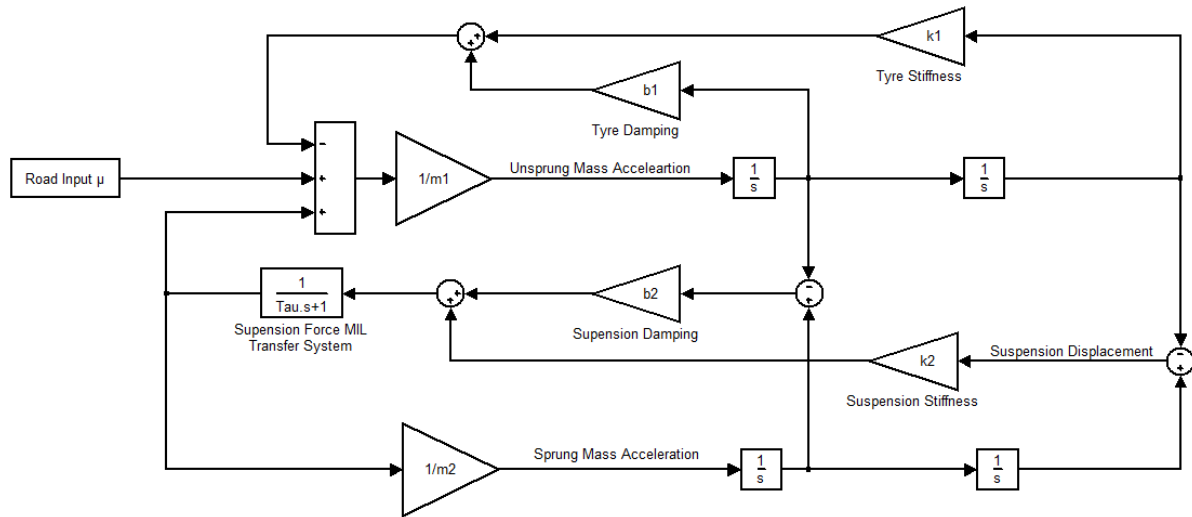 k1
Tyre Stiffness
b1
Tyre Damping
Road Input μ
1/m1
Unsprung Mass Acceleartion
1
s
1
s
1
Tau.s+1
Supension Force MIL
Transfer System
b2
Supension Damping
k2
Suspension Displacement
Suspension Stiffness
1/m2
Sprung Mass Acceleration
1
s
1
s